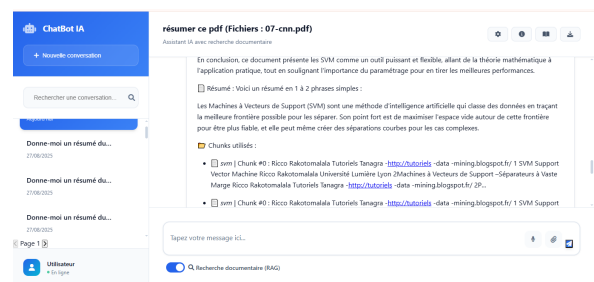 ChatBot IA
+ Nouvelle conversation
Rechercher une conversation...
Aujourd'hui
Donne-moi un résumé du...
27/08/2025
Donne-moi un résumé du...
27/08/2025
Donne-moi un résumé du...
27/08/2025
Page 1
Utilisateur
En ligne
résumer ce pdf (Fichiers : 07-cnn.pdf)
Assistant IA avec recherche documentaire
En conclusion, ce document présente les SVM comme un outil puissant et flexible, allant de la théorie mathématique à
l'application pratique, tout en soulignant l'importance du paramétrage pour en tirer les meilleures performances.
Résumé : Voici un résumé en 1 à 2 phrases simples :
Les Machines à Vecteurs de Support (SVM) sont une méthode d'intelligence artificielle qui classe des données en traçant
la meilleure frontière possible pour les séparer. Son point fort est de maximiser l'espace vide autour de cette frontière
pour être plus fiable, et elle peut même créer des séparations courbes pour les cas complexes.
Chunks utilisés :
svm | Chunk #0 : Ricco Rakotomalala Tutoriels Tanagra -http://tutoriels -data -mining.blogspot.fr/ 1 SVM Support
Vector Machine Ricco Rakotomalala Université Lumière Lyon 2Machines à Vecteurs de Support –Séparateurs à Vaste
Marge Ricco Rakotomalala Tutoriels Tanagra -http://tutoriels -data -mining.blogspot.fr/ 2P...
svm | Chunk #0 : Ricco Rakotomalala Tutoriels Tanagra -http://tutoriels -data -mining.blogspot.fr/ 1 SVM Support
Tapez votre message ici...
Recherche documentaire (RAG)